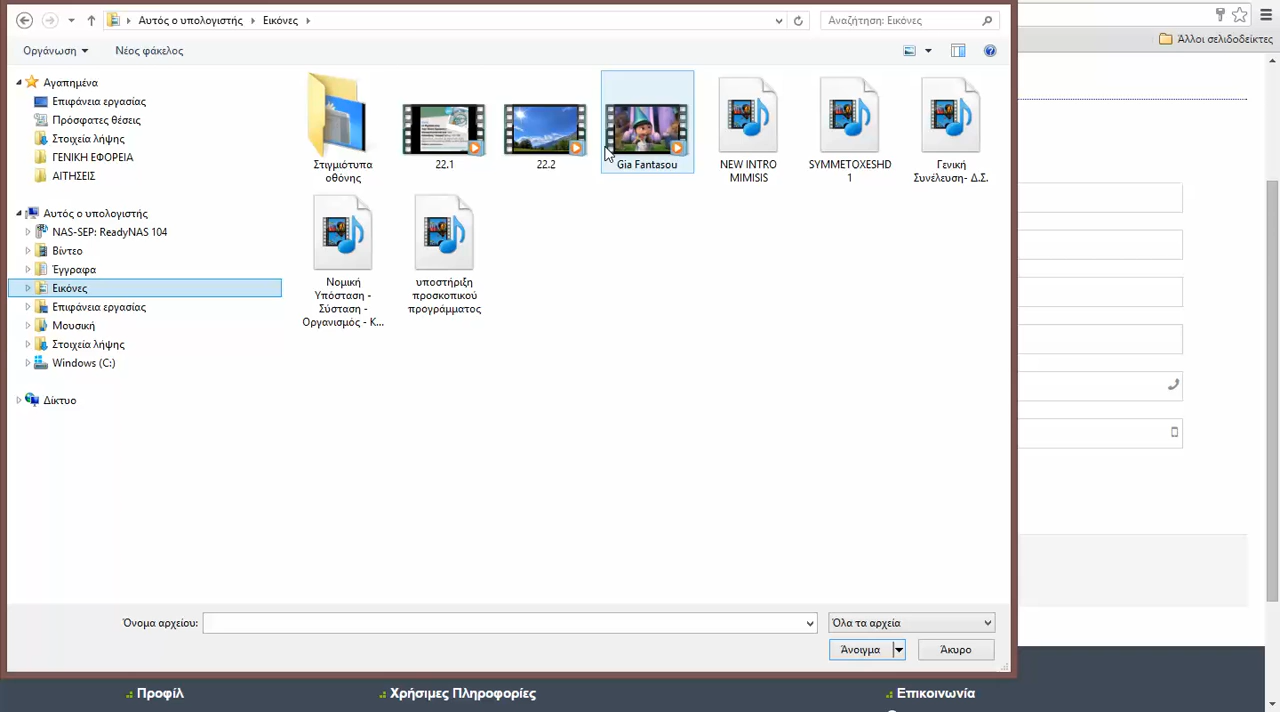 Αυτός ο υπολογιστής
Εικόνες
Αναζήτηση: Εικόνες
Άλλοι σελιδοδείκτες
Οργάνωση
Νέος φάκελος
Αγαπημένα
Επιφάνεια εργασίας
Πρόσφατες θέσεις
Στοιχεία λήψης
ΓΕΝΙΚΗ ΕΦΟΡΕΙΑ
ΑΙΤΗΣΕΙΣ
Αυτός ο υπολογιστής
NAS-SEP: ReadyNAS 104
Βίντεο
Έγγραφα
Εικόνες
Επιφάνεια εργασίας
Μουσική
Στοιχεία λήψης
Windows (C:)
Δίκτυο
Στιγμιότυπα
οθόνης
22.1
22.2
Gia Fantasou
NEW INTRO
MIMISIS
SYMMETOXESHD
1
Γενική
Συνέλευση- Δ.Σ.
Νομική
Υπόσταση -
Σύσταση -
Οργανισμός - Κ...
υποστήριξη
προσκοπικού
προγράμματος
Όνομα αρχείου:
Όλα τα αρχεία
Άνοιγμα
Άκυρο
Προφίλ
Χρήσιμες Πληροφορίες
Επικοινωνία